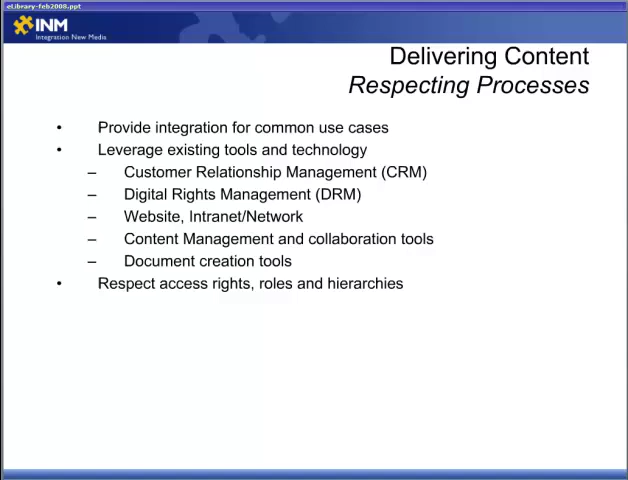 eLibrary-feb2008.ppt
INM
Integration New Media
Delivering Content
Respecting Processes
• Provide integration for common use cases
• Leverage existing tools and technology
– Customer Relationship Management (CRM)
– Digital Rights Management (DRM)
– Website, Intranet/Network
– Content Management and collaboration tools
– Document creation tools
• Respect access rights, roles and hierarchies